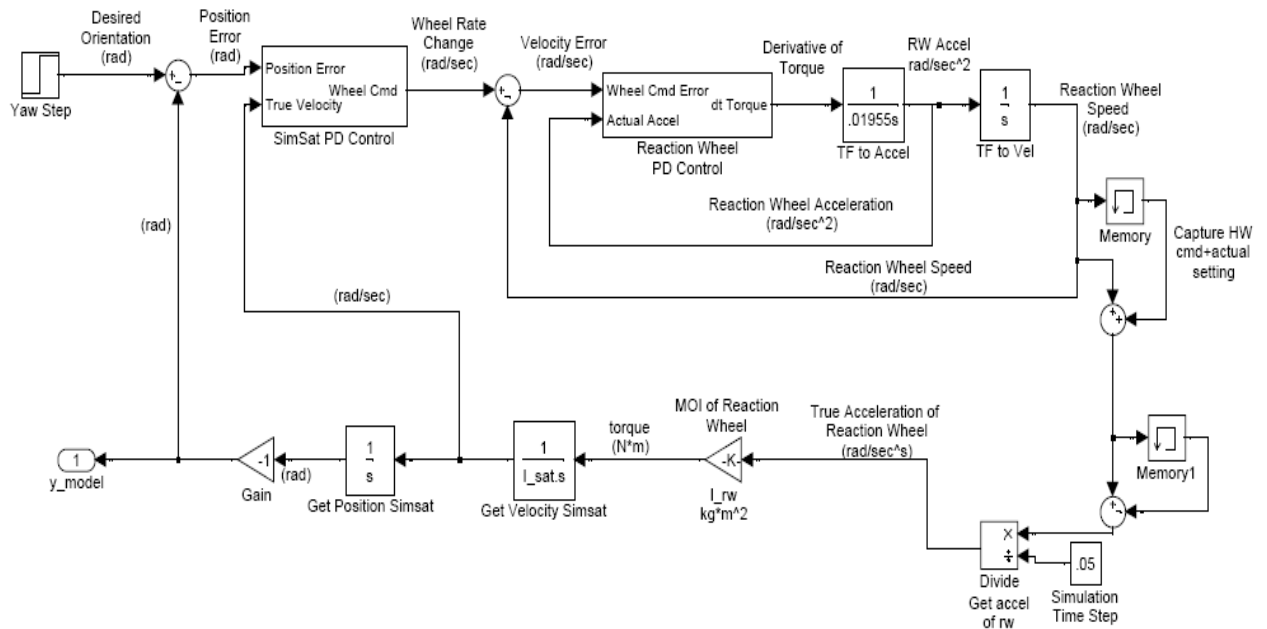 Desired
Orientation
(rad)
Position
Error
(rad)
Yaw Step
+
-
Position Error
True Velocity
Wheel Cmd
SimSat PD Control
Wheel Rate
Change
(rad/sec)
+
-
Velocity Error
(rad/sec)
Wheel Cmd Error
Actual Accel
dt Torque
Reaction Wheel
PD Control
Derivative of
Torque
1
.01955s
TF to Accel
RW Accel
rad/sec^2
1
s
TF to Vel
Reaction Wheel
Speed
(rad/sec)
Reaction Wheel Acceleration
(rad/sec^2)
Memory
Capture HW
cmd+actual
setting
(rad)
Reaction Wheel Speed
(rad/sec)
(rad/sec)
+
+
1
y_model
-1
Gain
(rad)
1
s
Get Position Simsat
1
I_sat.s
Get Velocity Simsat
torque
(N*m)
MOI of Reaction
Wheel
-K-
I_rw
kg*m^2
True Acceleration of
Reaction Wheel
(rad/sec^s)
Memory1
+
-
×
÷
Divide
Get accel
of rw
.05
Simulation
Time Step